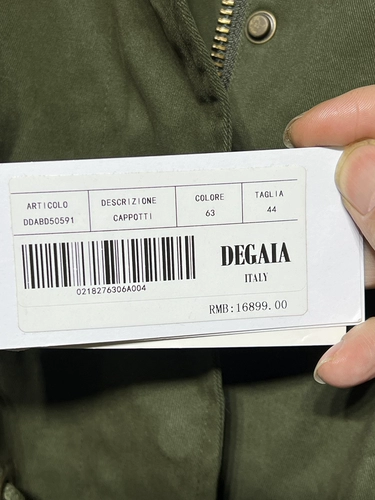 ARTICOLO DESCRIZIONE COLORE TAGLIA
DDABD50591 CAPPOTTI 63 44
DEGAIA
ITALY
0218276306A004
RMB:16899.00